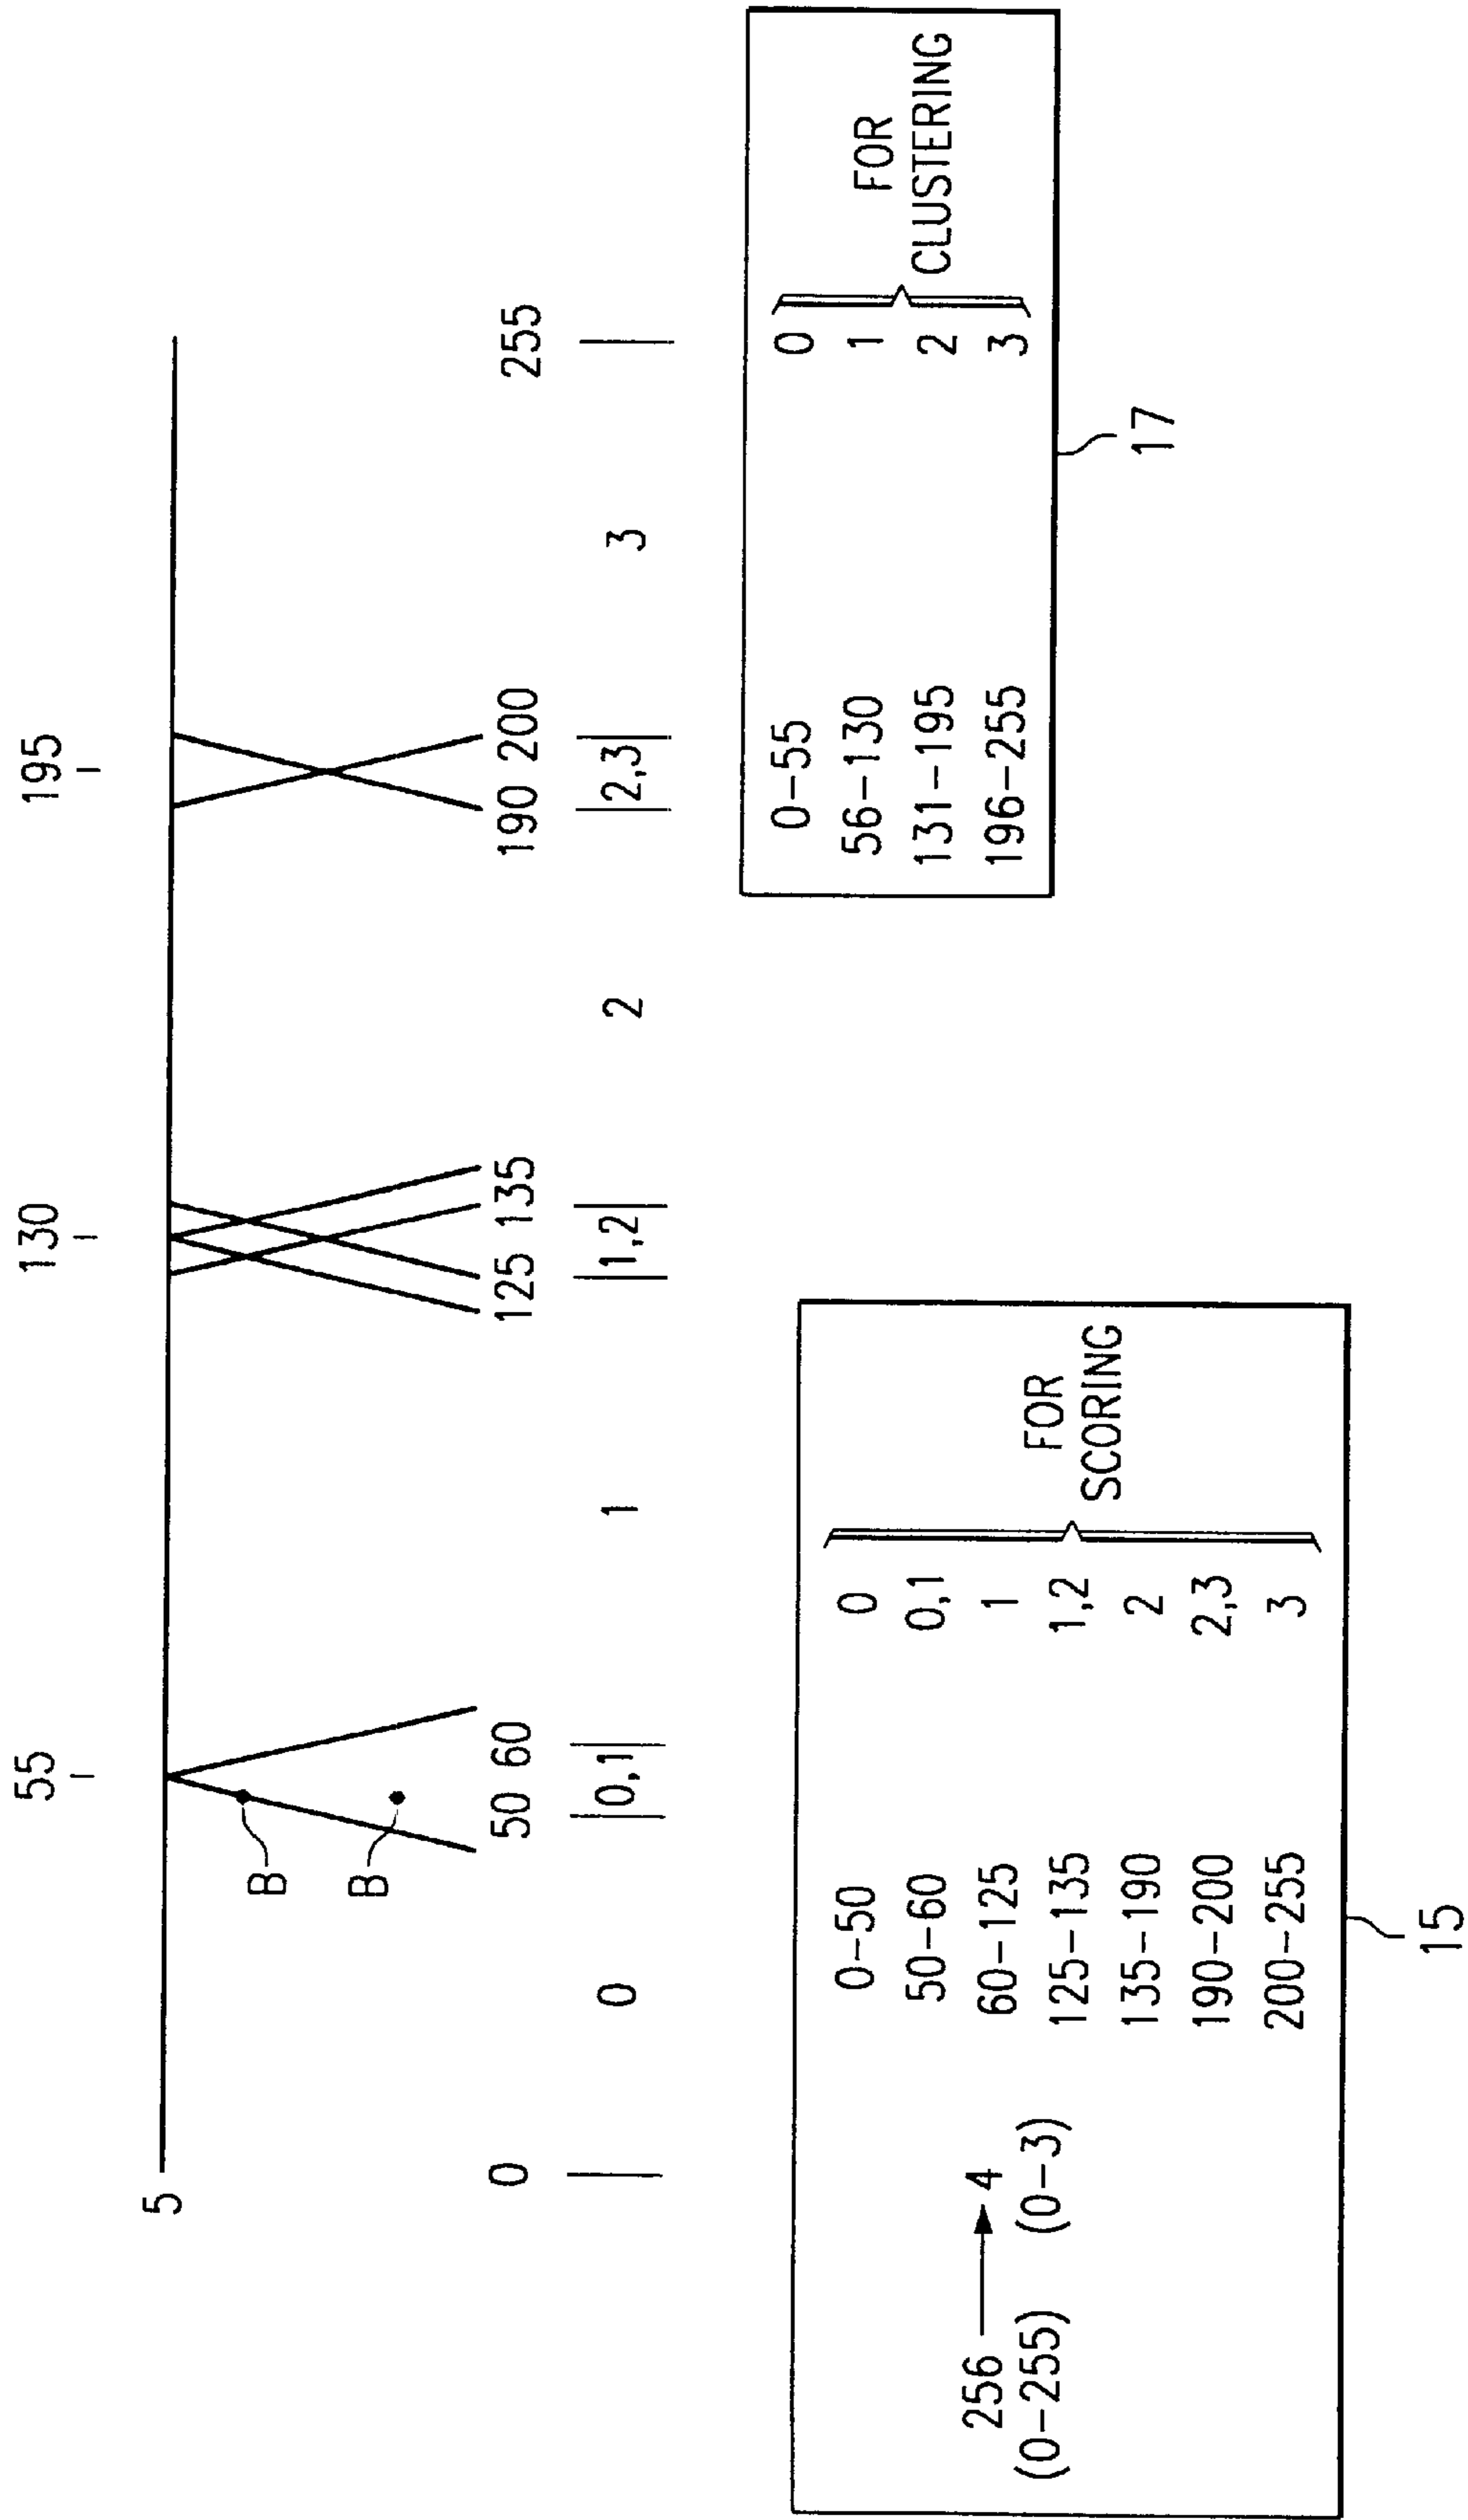 55 130 195
5
B
B
0 50 60 125 135 190 200 255
0 0,1 1 1,2 2 2,3 3
256 → 4
(0-255) (0-3)
0-50 0
50-60 0,1
60-125 1
125-135 1,2
135-190 2
190-200 2,3
200-255 3
FOR
SCORING
15
0-55 0
56-130 1
131-195 2
196-255 3
FOR
CLUSTERING
17